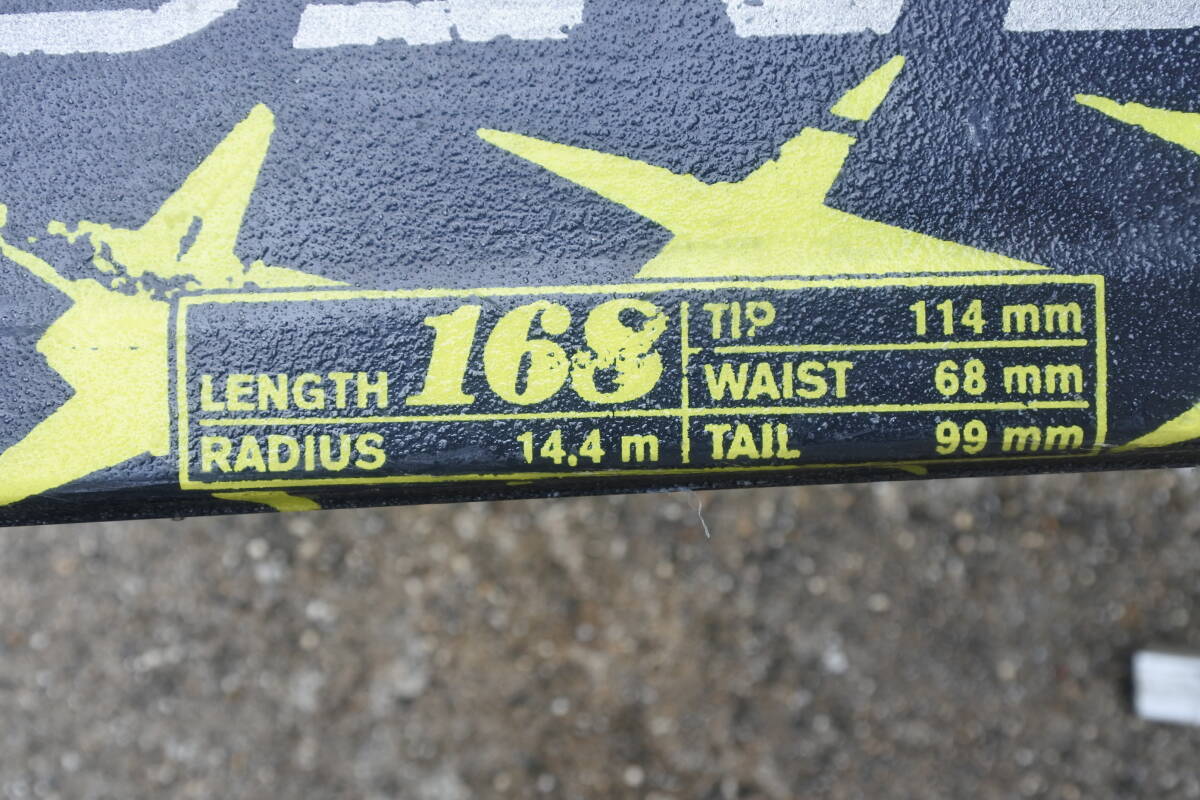 LENGTH 168
RADIUS 14.4 m
TIP 114 mm
WAIST 68 mm
TAIL 99 mm